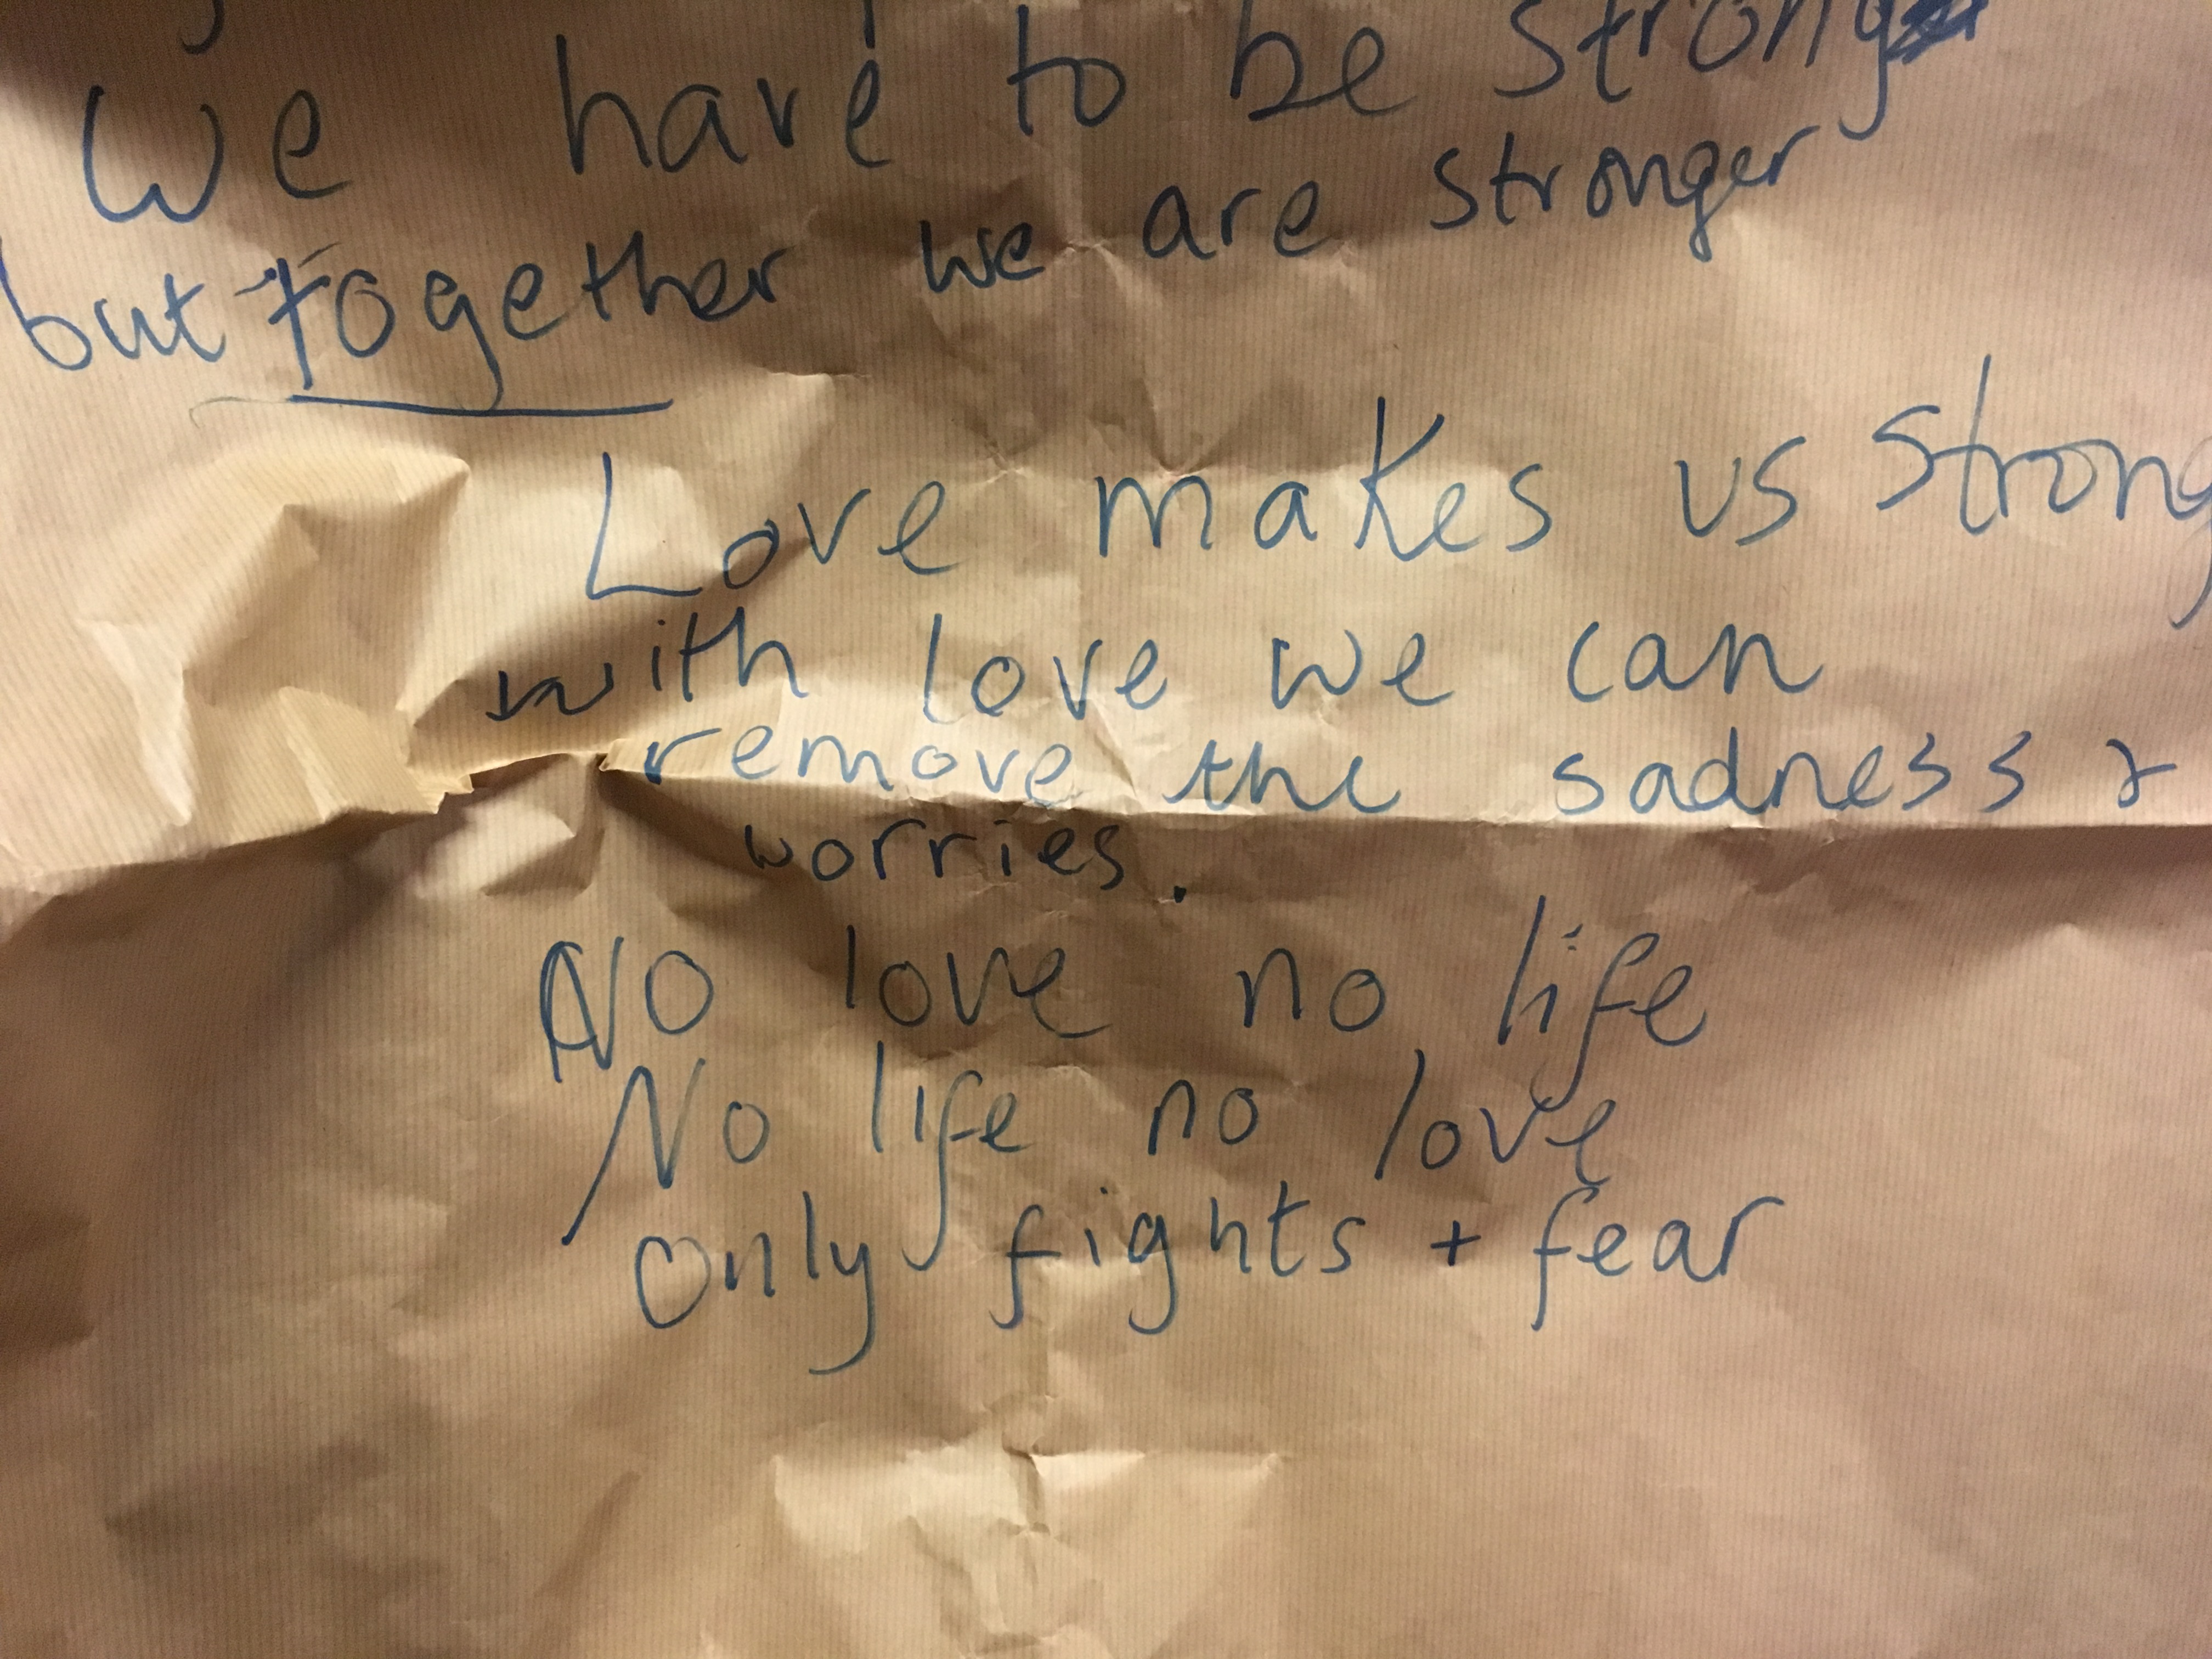 We have to be strong
but together we are stronger
Love makes us strong
with love we can
remove the sadness &
worries.
No love no life
No life no love
only fights + fear